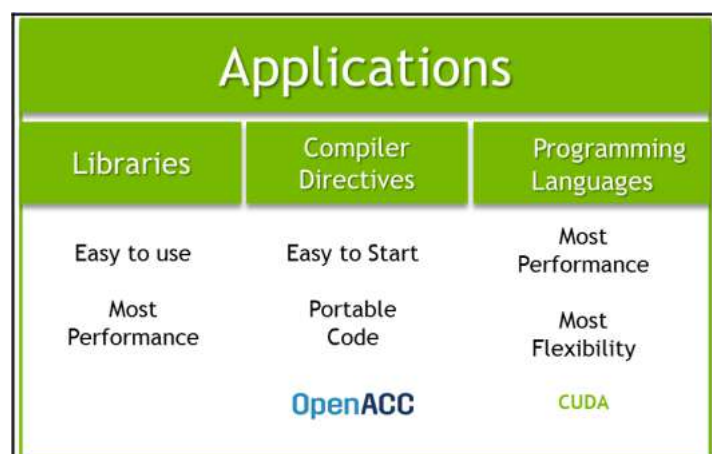 Applications
Libraries
Compiler
Directives
Programming
Languages
Easy to use
Most
Performance
Easy to Start
Portable
Code
OpenACC
Most
Performance
Most
Flexibility
CUDA